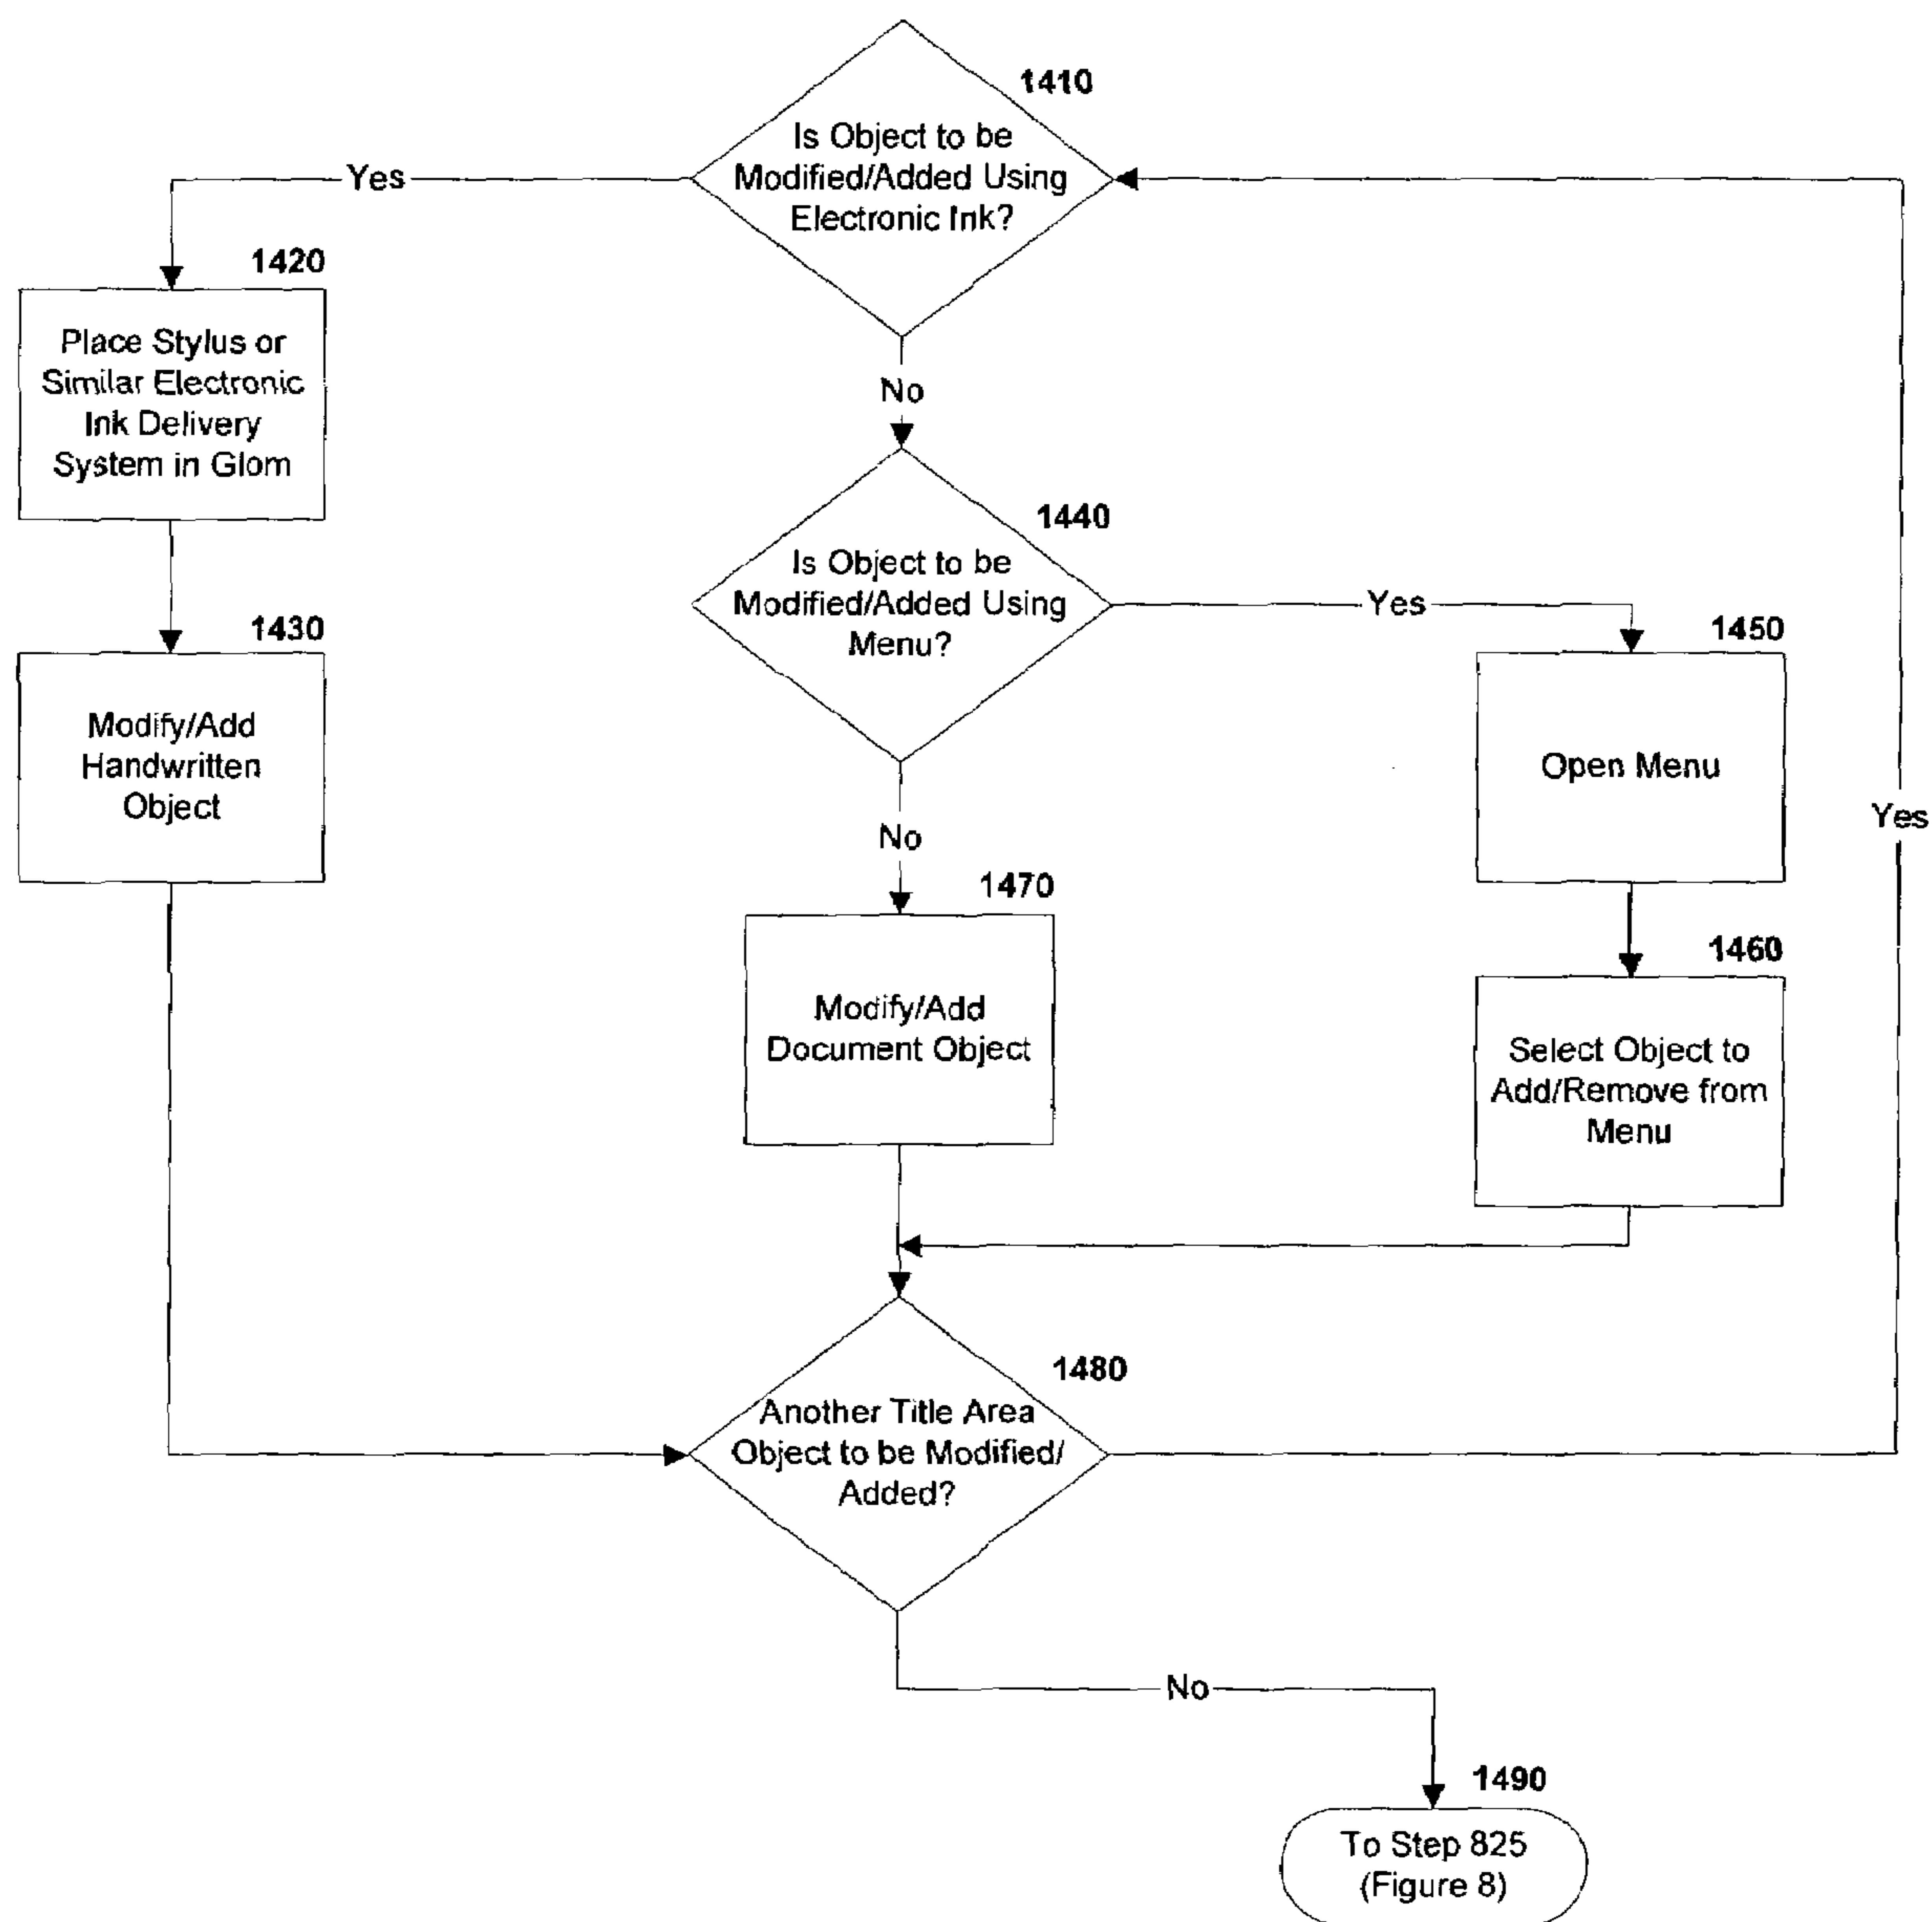 1410
Is Object to be
Modified/Added Using
Electronic Ink?
Yes
No
1420
Place Stylus or
Similar Electronic
Ink Delivery
System in Glom
1430
Modify/Add
Handwritten
Object
1440
Is Object to be
Modified/Added Using
Menu?
Yes
No
1450
Open Menu
1460
Select Object to
Add/Remove from
Menu
1470
Modify/Add
Document Object
1480
Another Title Area
Object to be Modified/
Added?
Yes
No
1490
To Step 825
(Figure 8)